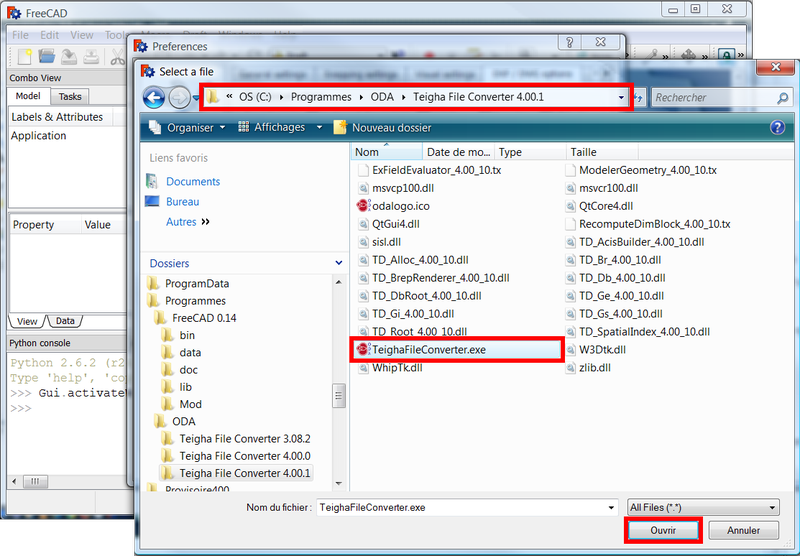 FreeCAD
File Edit View
Combo View
Model Tasks
Labels & Attributes
Application
Property Value
View Data
Python console
Python 2.6.2 (r2
Type 'help', 'co
>>> Gui.activateW
>>>
Preferences
Select a file
« OS (C:) Programmes ODA Teigha File Converter 4.00.1
Rechercher
Organiser Affichages Nouveau dossier
Liens favoris
Documents
Bureau
Autres »
Dossiers
ProgramData
Programmes
FreeCAD 0.14
bin
data
doc
lib
Mod
ODA
Teigha File Converter 3.08.2
Teigha File Converter 4.00.0
Teigha File Converter 4.00.1
Provisoire400
Nom Date de mo... Type Taille
ExFieldEvaluator_4.00_10.tx ModelerGeometry_4.00_10.tx
msvcp100.dll msvcr100.dll
odalogo.ico QtCore4.dll
QtGui4.dll RecomputeDimBlock_4.00_10.tx
sisl.dll TD_AcisBuilder_4.00_10.dll
TD_Alloc_4.00_10.dll TD_Br_4.00_10.dll
TD_BrepRenderer_4.00_10.dll TD_Db_4.00_10.dll
TD_DbRoot_4.00_10.dll TD_Ge_4.00_10.dll
TD_Gi_4.00_10.dll TD_Gs_4.00_10.dll
TD_Root_4.00_10.dll TD_SpatialIndex_4.00_10.dll
TeighaFileConverter.exe W3Dtk.dll
WhipTk.dll zlib.dll
Nom du fichier : TeighaFileConverter.exe All Files (*.*)
Ouvrir Annuler